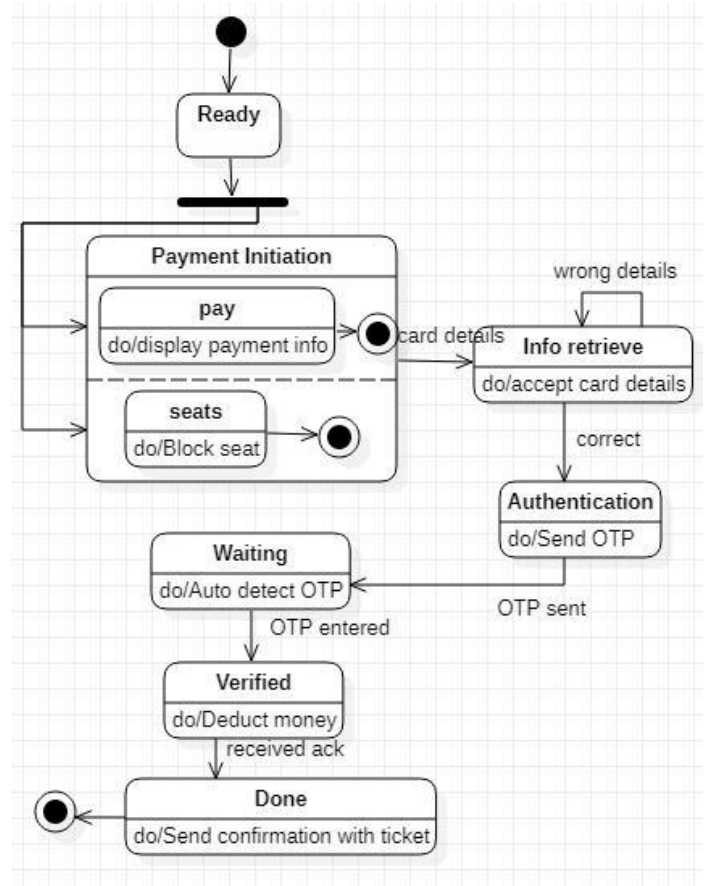 Ready
Payment Initiation
pay
do/display payment info
seats
do/Block seat
card details
wrong details
Info retrieve
do/accept card details
correct
Authentication
do/Send OTP
OTP sent
Waiting
do/Auto detect OTP
OTP entered
Verified
do/Deduct money
received ack
Done
do/Send confirmation with ticket